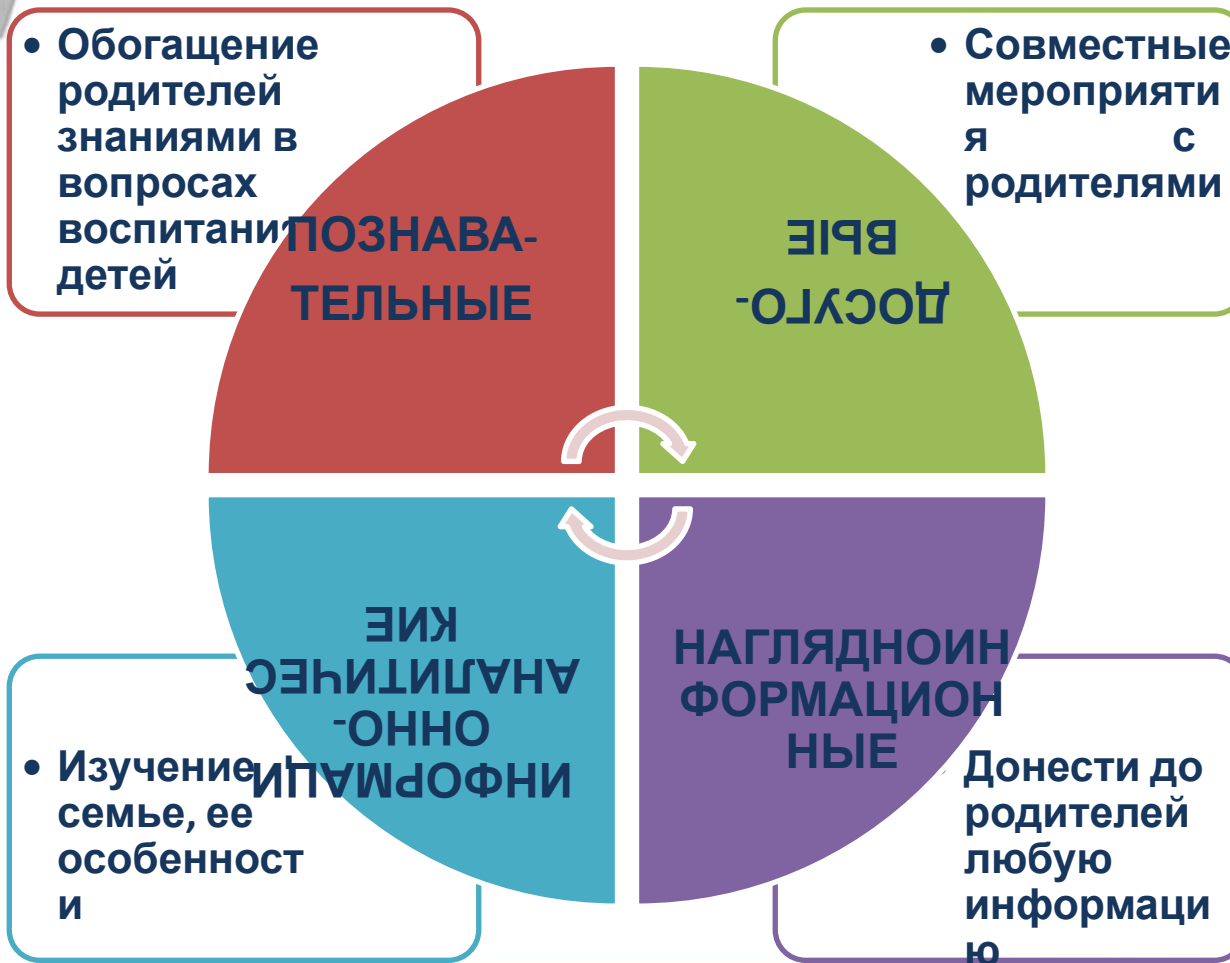 • Обогащение
родителей
знаниями в
вопросах
воспитания
детей
ПОЗНАВА-
ТЕЛЬНЫЕ
• Совместные
мероприяти
я с
родителями
ДОСУГО-
ВЫЕ
• Изучение
семье, ее
особенност
и
ИНФОРМАЦИ
ОННО-
АНАЛИТИЧЕС
КИЕ
НАГЛЯДНОИН
ФОРМАЦИОН
НЫЕ
Донести до
родителей
любую
информаци
ю